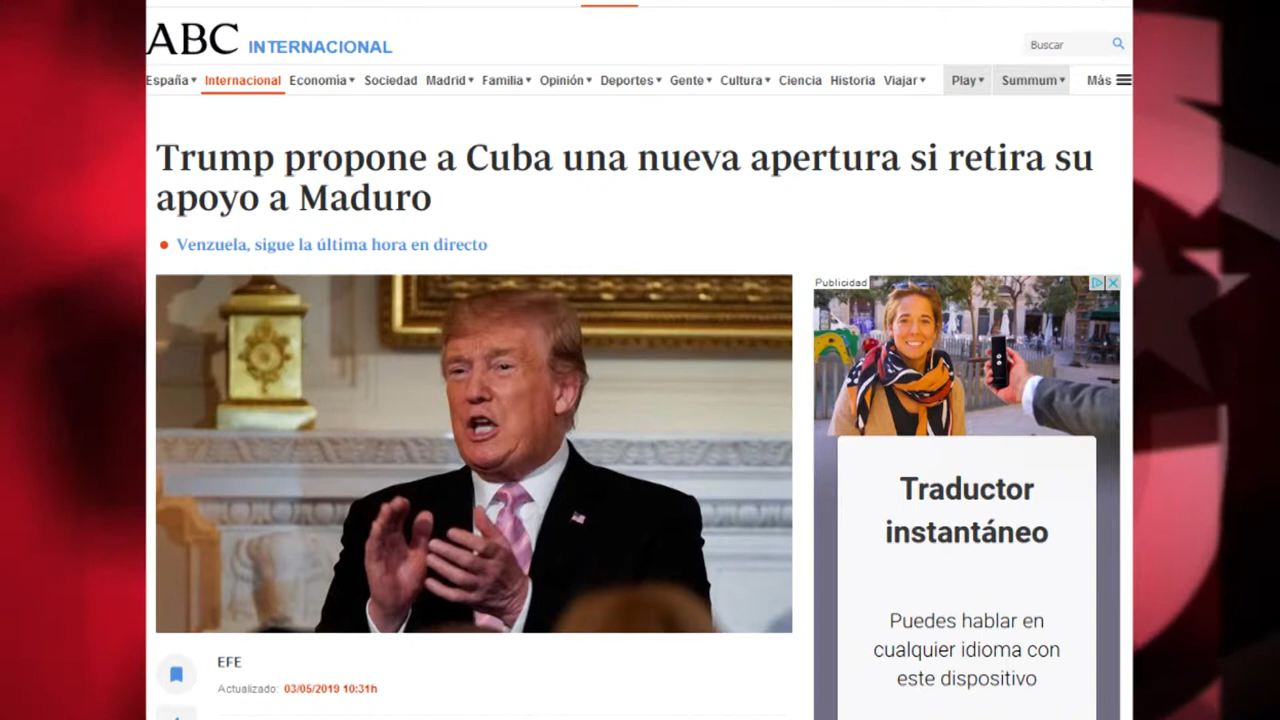 ABC INTERNACIONAL
Buscar
España Internacional Economía Sociedad Madrid Familia Opinión Deportes Gente Cultura Ciencia Historia Viajar Play Summum Más
Trump propone a Cuba una nueva apertura si retira su
apoyo a Maduro
Venzuela, sigue la última hora en directo
Publicidad
Traductor
instantáneo
Puedes hablar en
cualquier idioma con
este dispositivo
EFE
Actualizado: 03/05/2019 10:31h